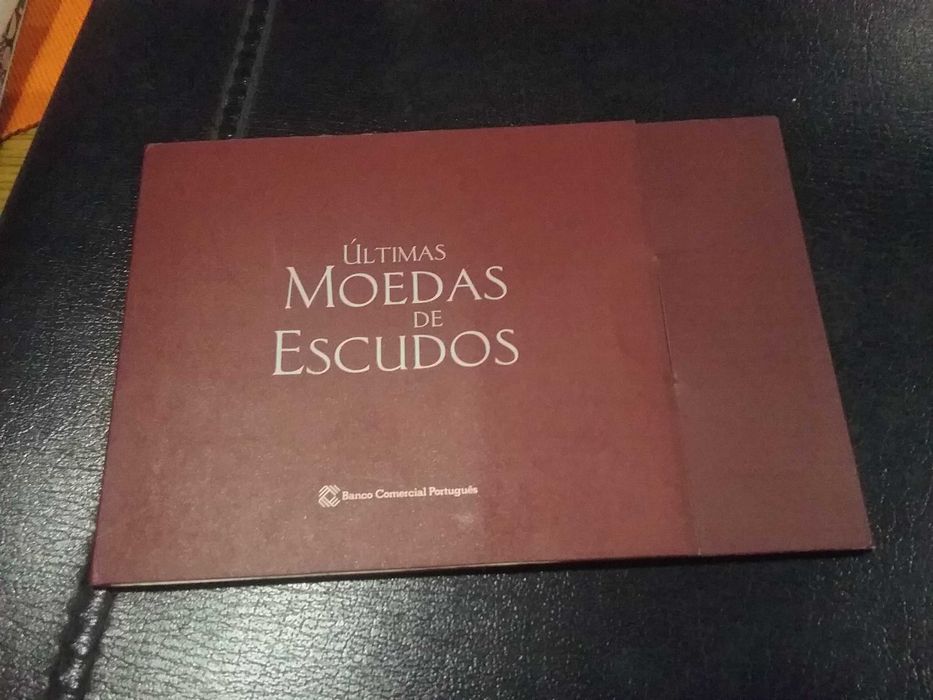 Últimas
Moedas
de
Escudos
Banco Comercial Português